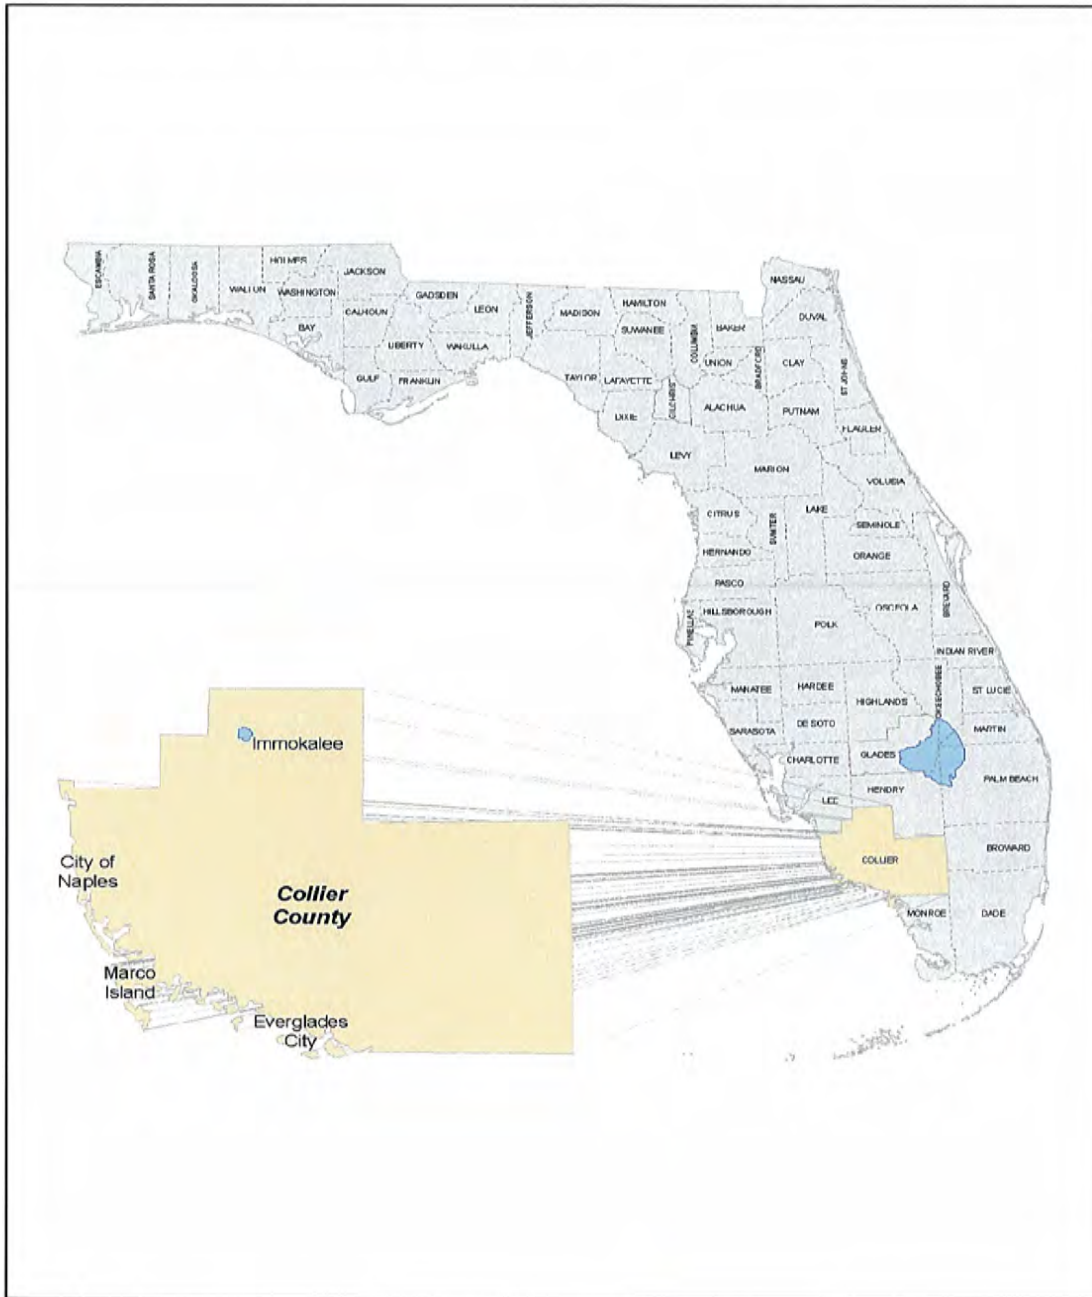 ESCAMBIA
SANTA ROSA
OKALOOSA
WALTON
HOLMES
WASHINGTON
JACKSON
BAY
CALHOUN
GULF
GADSDEN
LIBERTY
FRANKLIN
LEON
WAKULLA
JEFFERSON
MADISON
TAYLOR
HAMILTON
SUWANEE
LAFAYETTE
DIXIE
COLUMBIA
GILCHRIST
BAKER
UNION
BRADFORD
ALACHUA
LEVY
NASSAU
DUVAL
CLAY
ST JOHNS
PUTNAM
FLAGLER
MARION
VOLUSIA
CITRUS
SUMTER
LAKE
SEMINOLE
HERNANDO
ORANGE
PASCO
HILLSBOROUGH
PINELLAS
POLK
OSCEOLA
BREVARD
INDIAN RIVER
MANATEE
HARDEE
HIGHLANDS
OKEECHOBEE
ST LUCIE
SARASOTA
DE SOTO
MARTIN
CHARLOTTE
GLADES
LEE
HENDRY
PALM BEACH
COLLIER
BROWARD
MONROE
DADE
Immokalee
City of
Naples
Collier
County
Marco
Island
Everglades
City